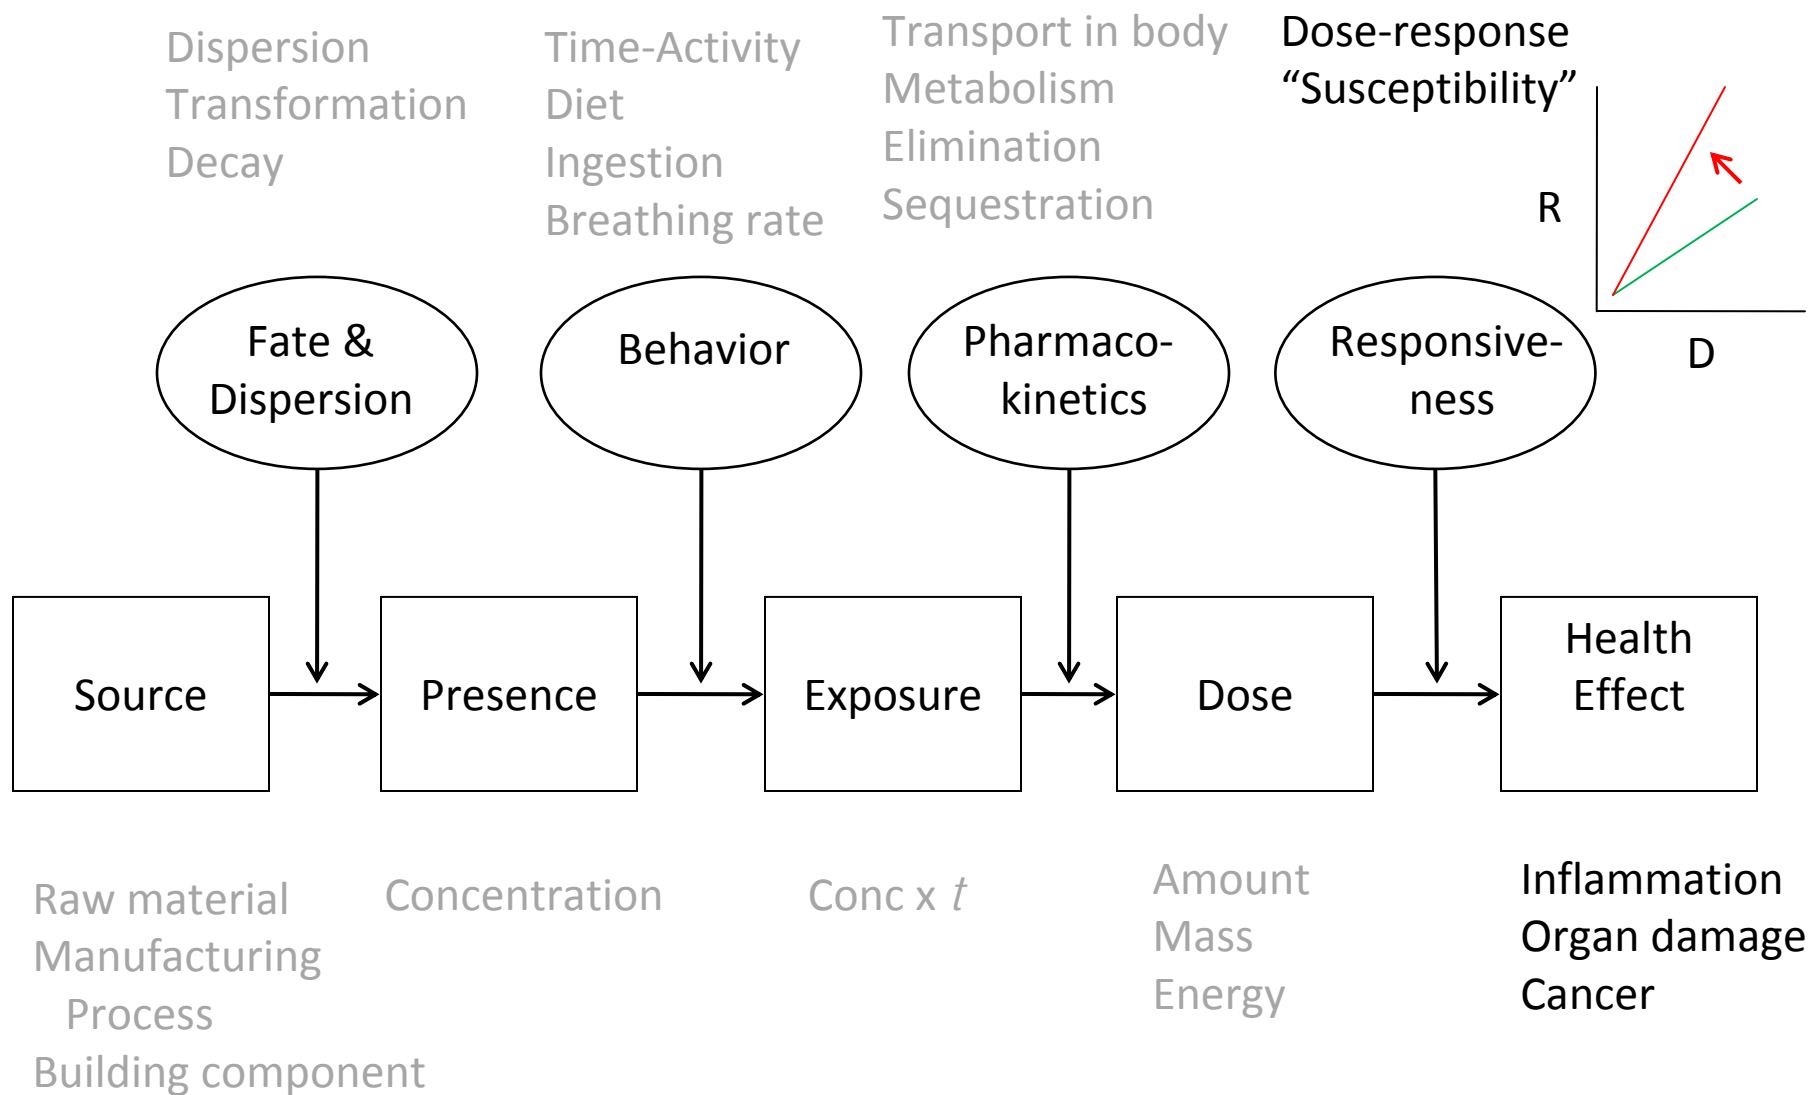 Dispersion
Transformation
Decay
Time-Activity
Diet
Ingestion
Breathing rate
Transport in body
Metabolism
Elimination
Sequestration
Dose-response
“Susceptibility”
R
D
Fate &
Dispersion
Behavior
Pharmaco-
kinetics
Responsive-
ness
Source
Presence
Exposure
Dose
Health
Effect
Raw material
Manufacturing
Process
Building component
Concentration
Conc x t
Amount
Mass
Energy
Inflammation
Organ damage
Cancer